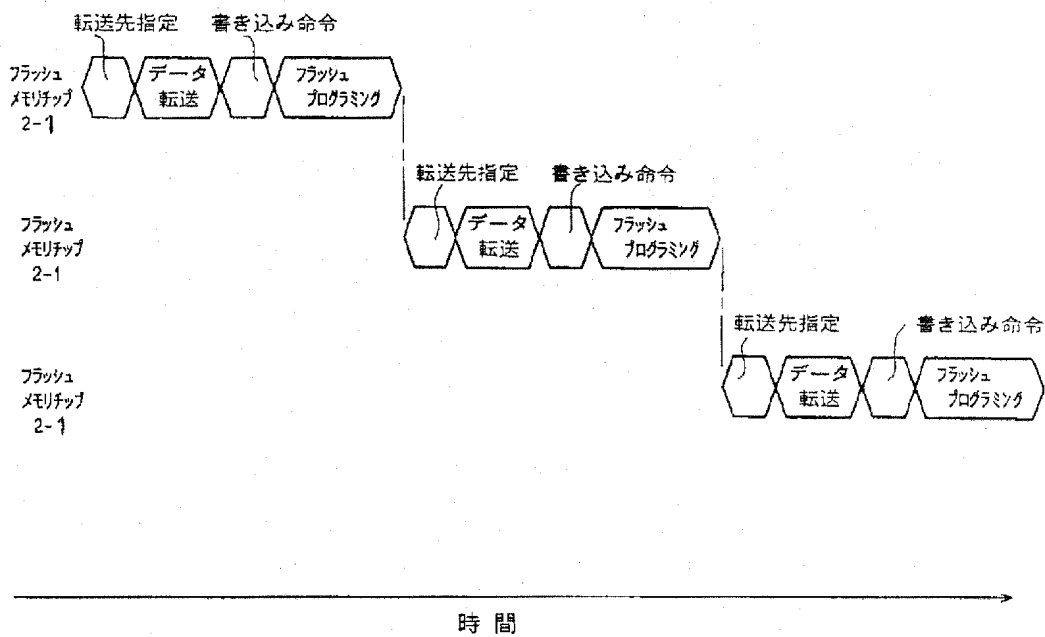 転送先指定 書き込み命令
フラッシュ
メモリチップ
2-1
データ
転送
フラッシュ
プログラミング
転送先指定 書き込み命令
フラッシュ
メモリチップ
2-1
データ
転送
フラッシュ
プログラミング
転送先指定 書き込み命令
フラッシュ
メモリチップ
2-1
データ
転送
フラッシュ
プログラミング
時間